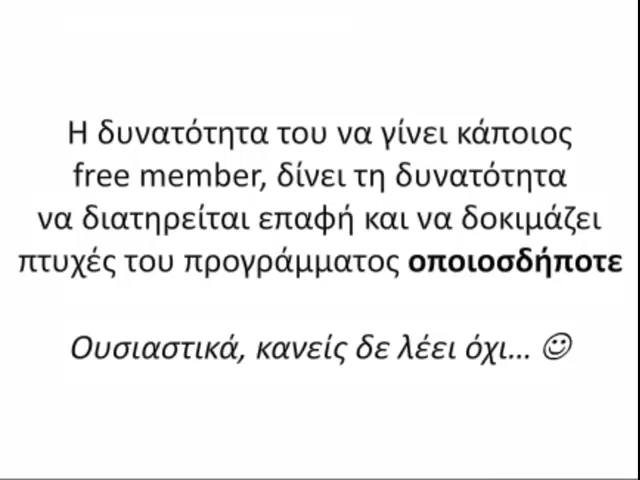 Η δυνατότητα του να γίνει κάποιος
free member, δίνει τη δυνατότητα
να διατηρείται επαφή και να δοκιμάζει
πτυχές του προγράμματος οποιοσδήποτε
Ουσιαστικά, κανείς δε λέει όχι... ☺